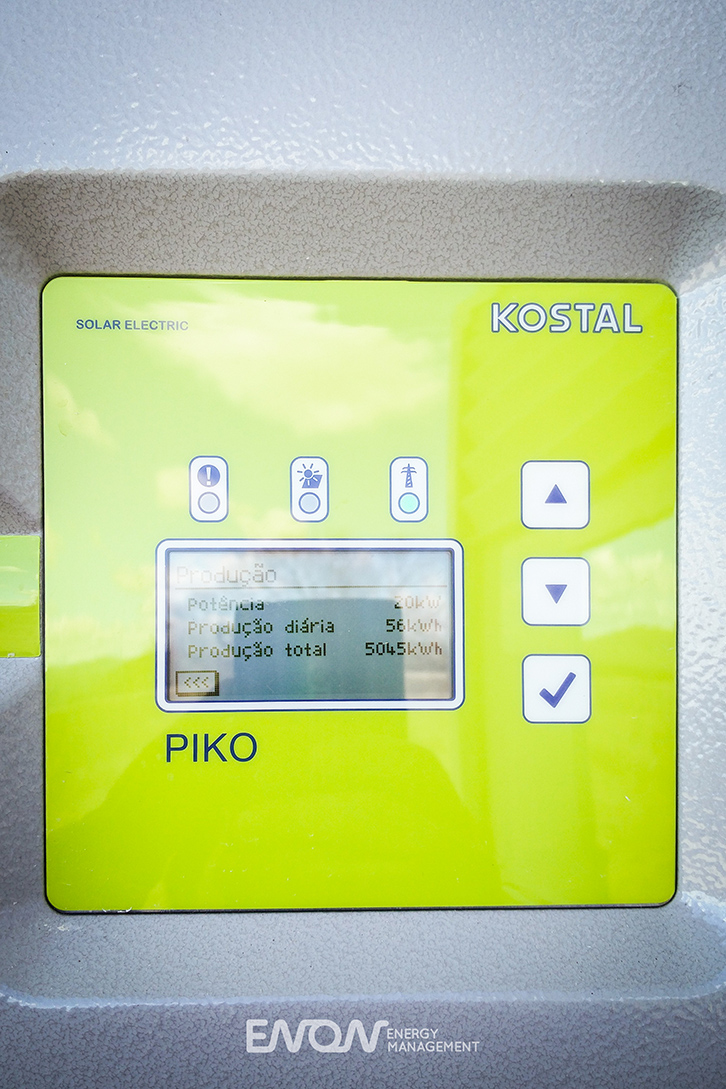 SOLAR ELECTRIC
KOSTAL
Produção
Potência 20kW
Produção diária 56kWh
Produção total 5045kWh
<<<
PIKO
ENON ENERGY
MANAGEMENT